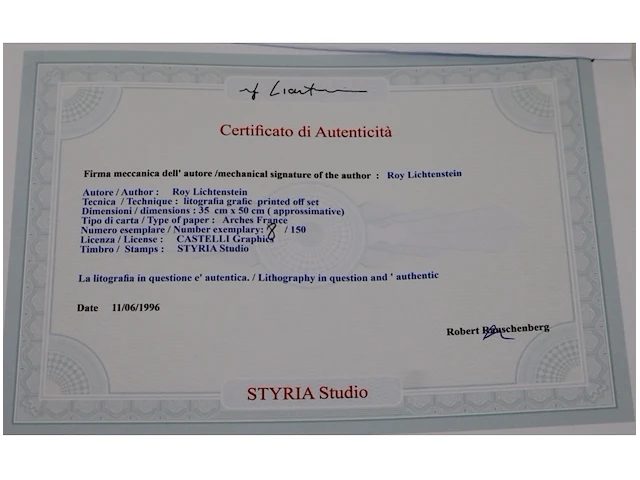 Certificato di Autenticità
Firma meccanica dell' autore /mechanical signature of the author : Roy Lichtenstein
Autore / Author : Roy Lichtenstein
Tecnica / Technique : litografia grafic printed off set
Dimensioni / dimensions : 35 cm x 50 cm ( approssimative)
Tipo di carta / Type of paper : Arches France
Numero esemplare / Number exemplary: 8 / 150
Licenza / License : CASTELLI Graphics
Timbro / Stamps : STYRIA Studio
La litografia in questione e' autentica. / Lithography in question and ' authentic
Date 11/06/1996
Robert Rauschenberg
STYRIA Studio